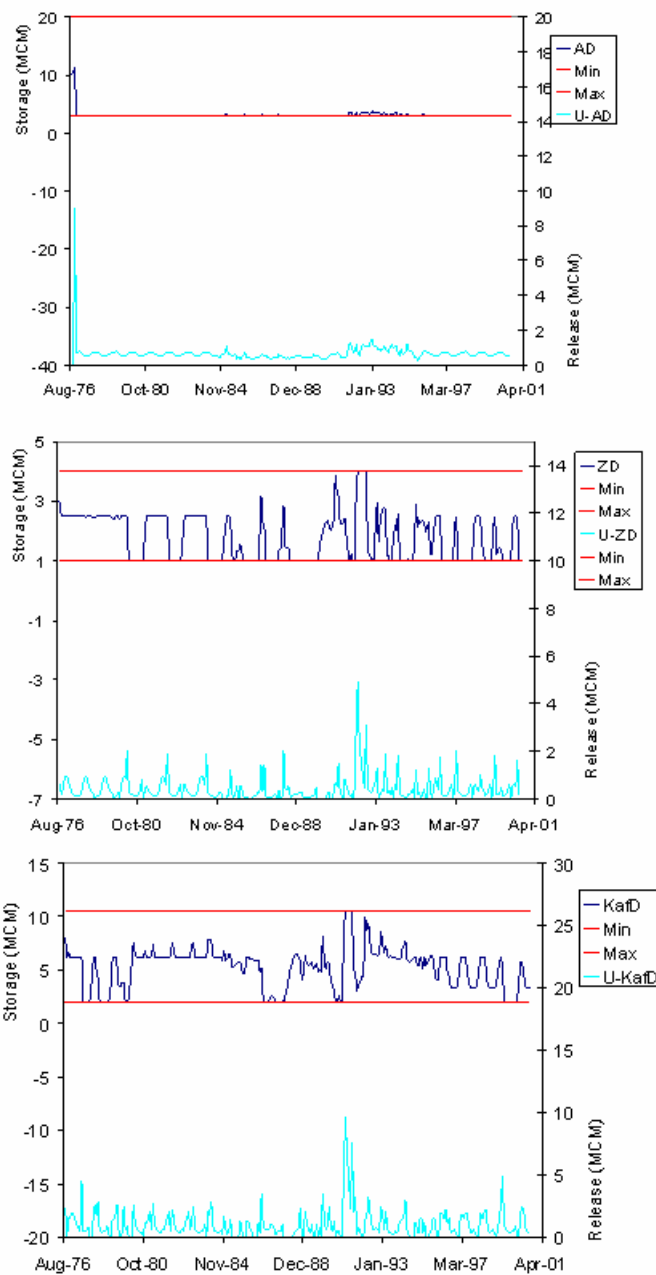 Storage (MCM)
20
10
0
-10
-20
-30
-40
20
18
16
14
12
10
8
6
4
2
0
Release (MCM)
AD
Min
Max
U-AD
Aug-76 Oct-80 Nov-84 Dec-88 Jan-93 Mar-97 Apr-01
Storage (MCM)
5
3
1
-1
-3
-5
-7
14
12
10
8
6
4
2
0
Release (MCM)
ZD
Min
Max
U-ZD
Min
Max
Aug-76 Oct-80 Nov-84 Dec-88 Jan-93 Mar-97 Apr-01
Storage (MCM)
15
10
5
0
-5
-10
-15
-20
30
25
20
15
10
5
0
Release (MCM)
KafD
Min
Max
U-KafD
Aug-76 Oct-80 Nov-84 Dec-88 Jan-93 Mar-97 Apr-01